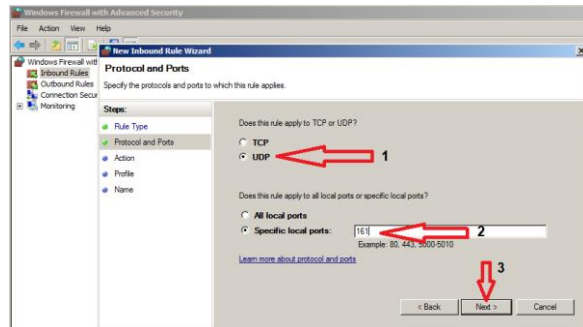 Windows Firewall with Advanced Security
File Action View Help
New Inbound Rule Wizard
Windows Firewall with
Inbound Rules
Outbound Rules
Connection Secur
Monitoring
Protocol and Ports
Specify the protocols and ports to which this rule applies.
Steps:
Rule Type
Protocol and Ports
Action
Profile
Name
Does this rule apply to TCP or UDP?
TCP
UDP
1
Does this rule apply to all local ports or specific local ports?
All local ports
Specific local ports:
161
2
Example: 80, 443, 5000-5010
Learn more about protocol and ports
3
< Back
Next >
Cancel